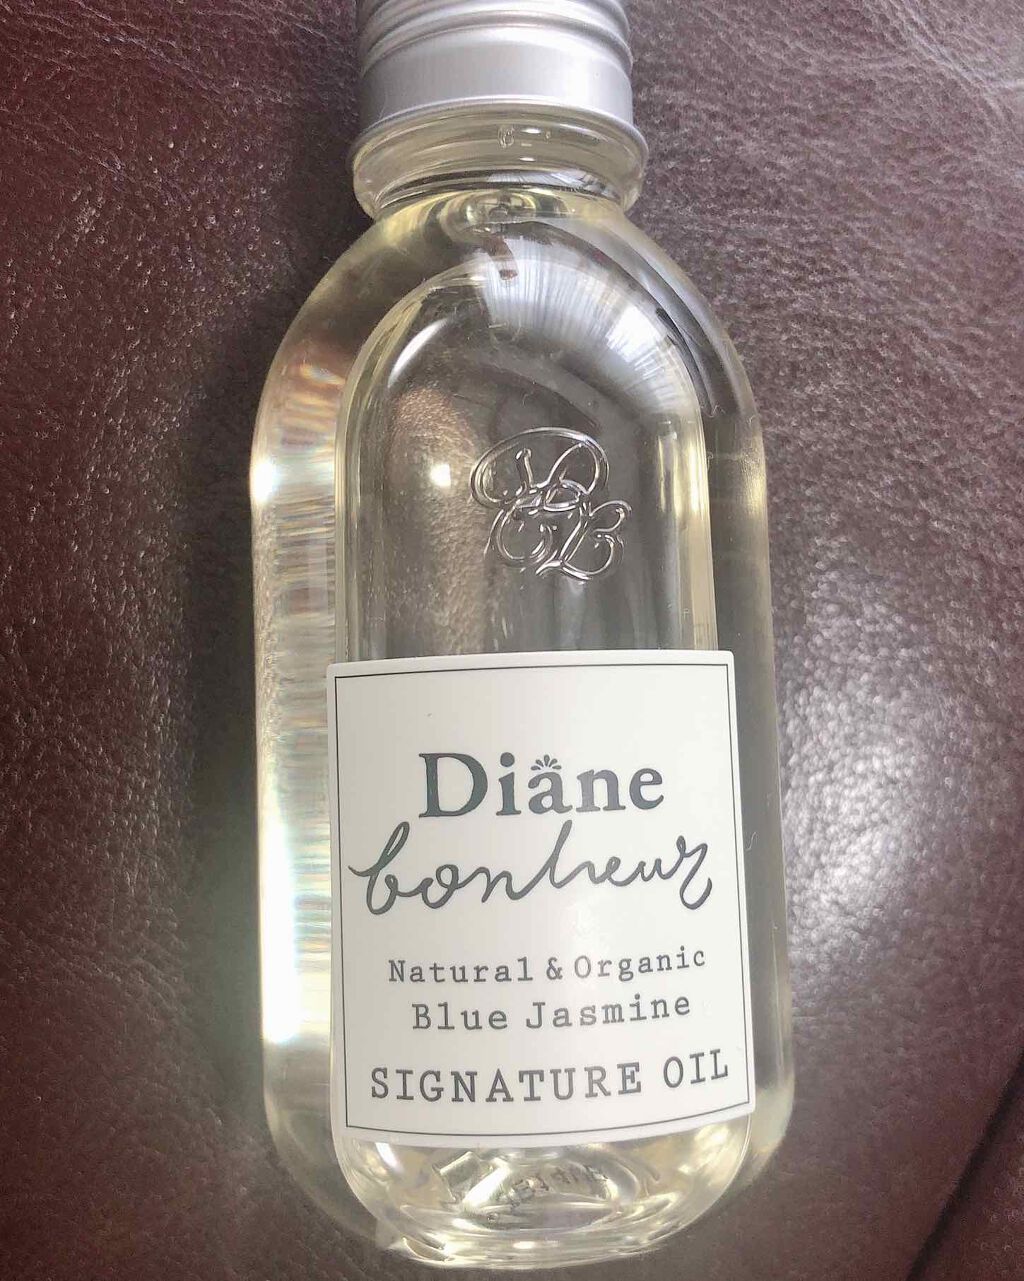 Diane
bonheur
Natural & Organic
Blue Jasmine
SIGNATURE OIL